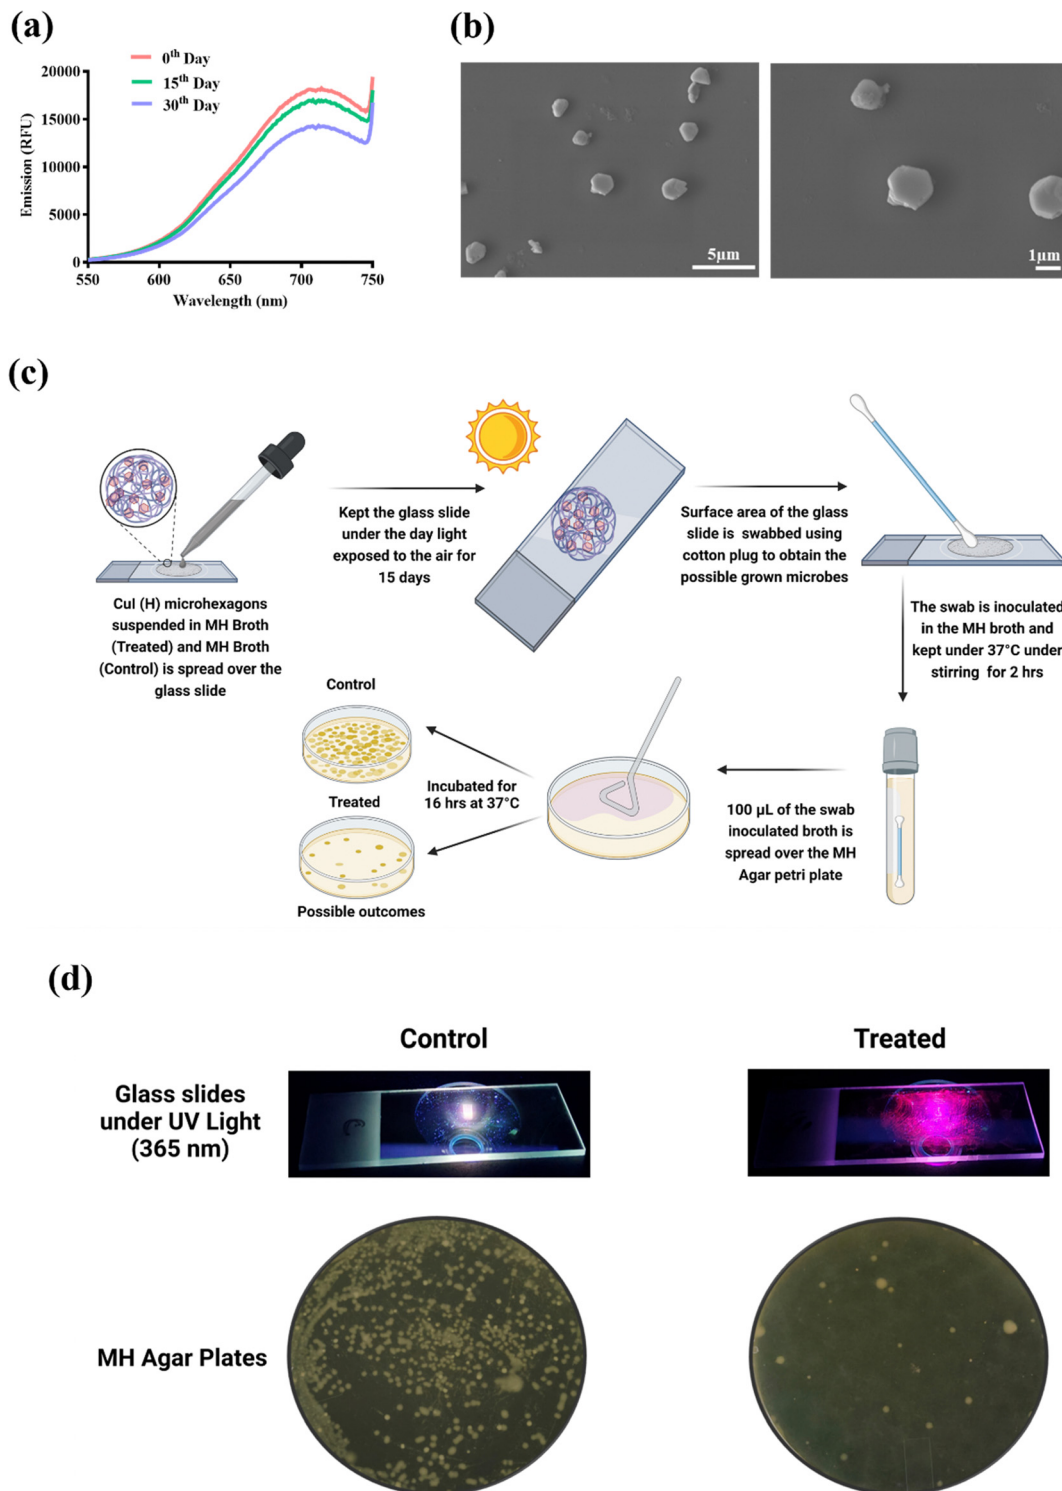 (a)
0th Day
15th Day
30th Day
20000
15000
10000
5000
0
Emission (RFU)
550
600
650
700
750
Wavelength (nm)
(b)
5µm
1µm
(c)
CuI (H) microhexagons
suspended in MH Broth
(Treated) and MH Broth
(Control) is spread over the
glass slide
Kept the glass slide
under the day light
exposed to the air for
15 days
Surface area of the glass
slide is swabbed using
cotton plug to obtain the
possible grown microbes
The swab is inoculated
in the MH broth and
kept under 37°C under
stirring for 2 hrs
100 µL of the swab
inoculated broth is
spread over the MH
Agar petri plate
Incubated for
16 hrs at 37°C
Control
Treated
Possible outcomes
(d)
Control
Treated
Glass slides
under UV Light
(365 nm)
MH Agar Plates